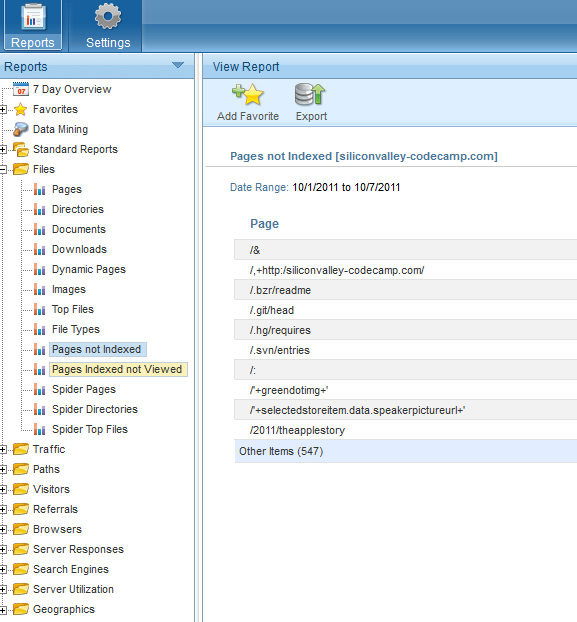 Reports
Settings
Reports
7 Day Overview
07
Favorites
Data Mining
Standard Reports
Files
Pages
Directories
Documents
Downloads
Dynamic Pages
Images
Top Files
File Types
Pages not Indexed
Pages Indexed not Viewed
Spider Pages
Spider Directories
Spider Top Files
Traffic
Paths
Visitors
Referrals
Browsers
Server Responses
Search Engines
Server Utilization
Geographics
View Report
Add Favorite
Export
Pages not Indexed [siliconvalley-codecamp.com]
Date Range: 10/1/2011 to 10/7/2011
Page
/&
/,+http:/siliconvalley-codecamp.com/
/.bzr/readme
/.git/head
/.hg/requires
/.svn/entries
/:
/'+greendotimg+'
/'+selectedstoreitem.data.speakerpictureurl+'
/2011/theapplestory
Other Items (547)